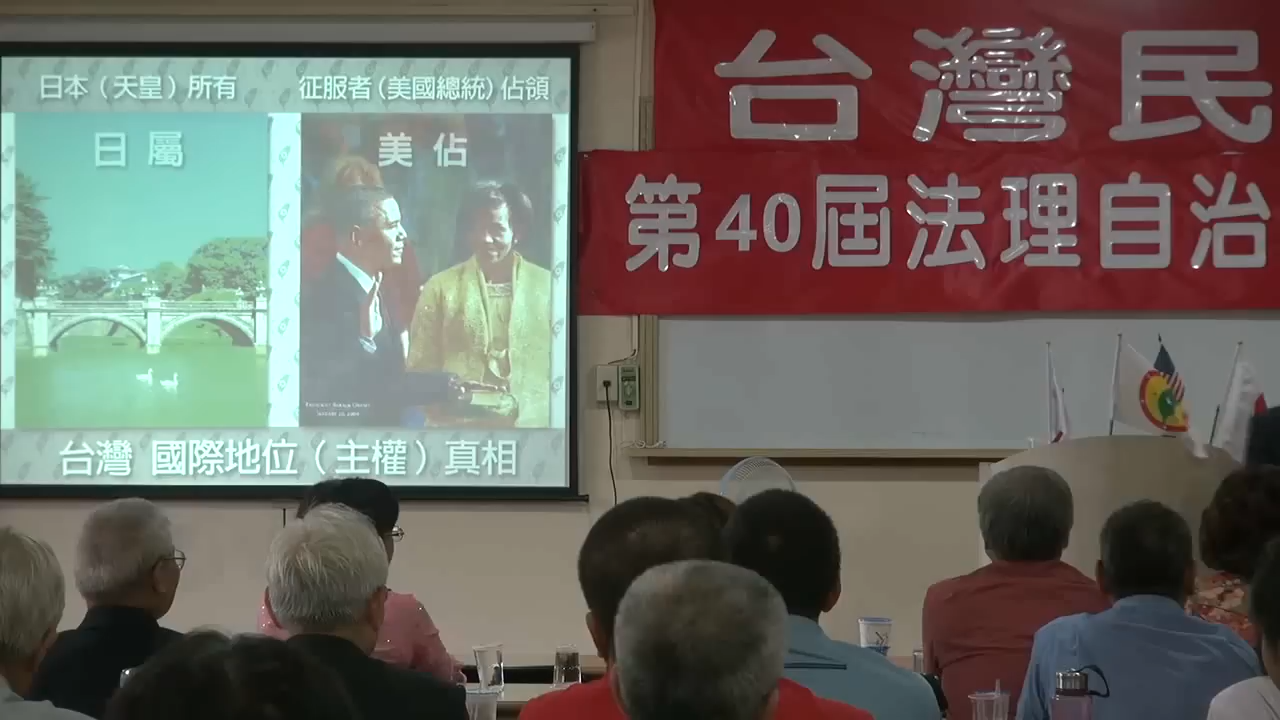 日本（天皇）所有
征服者（美國總統）佔領
日屬
美佔
台灣 國際地位（主權）真相
台灣民
第40屆法理自治